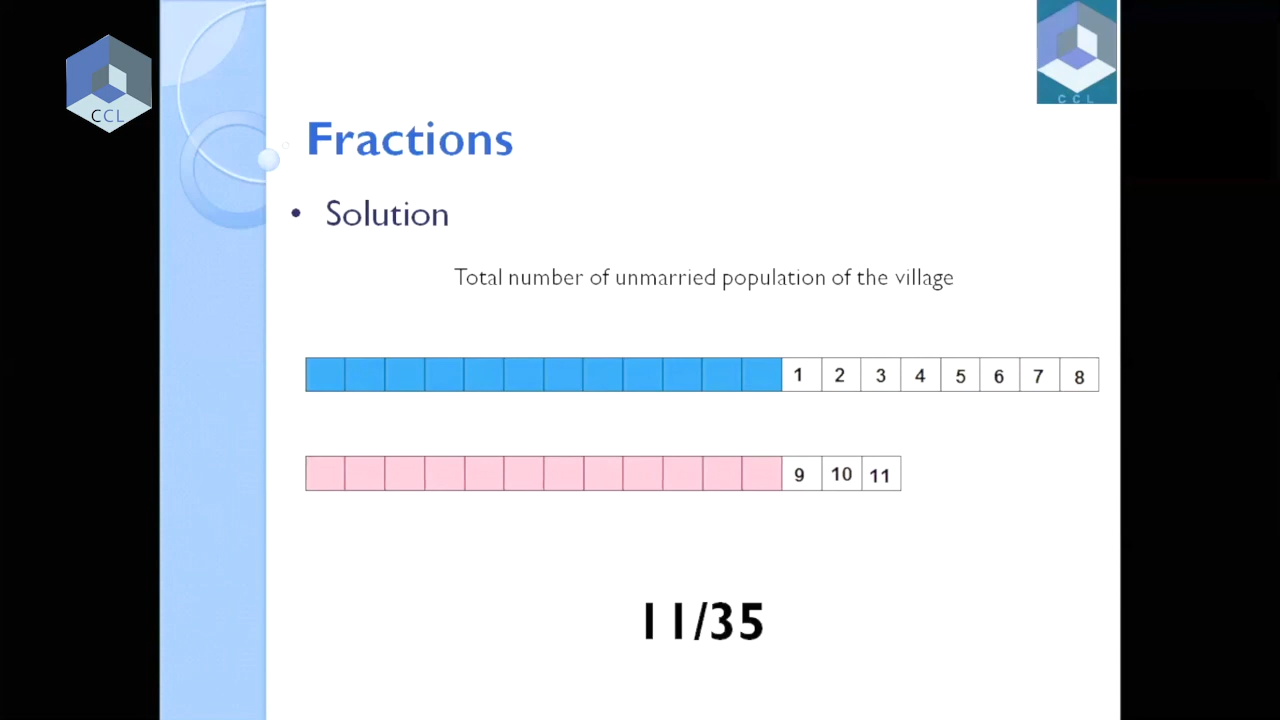 CCL
CCL
Fractions
• Solution
Total number of unmarried population of the village
1 2 3 4 5 6 7 8
9 10 11
11/35